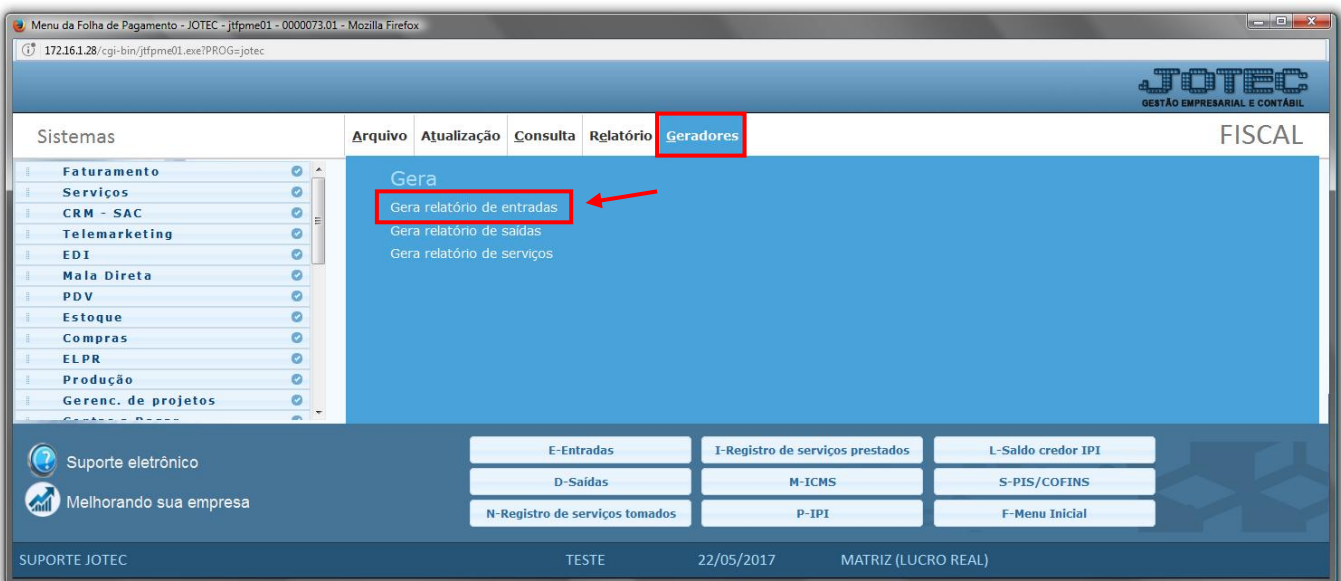 Menu da Folha de Pagamento - JOTEC - jtfpme01 - 0000073.01 - Mozilla Firefox
172.16.1.28/cgi-bin/jtfpme01.exe?PROG=jotec
JOTEC
GESTÃO EMPRESARIAL E CONTÁBIL
Sistemas
Arquivo Atualização Consulta Relatório Geradores
FISCAL
Faturamento
Serviços
CRM - SAC
Telemarketing
EDI
Mala Direta
PDV
Estoque
Compras
ELPR
Produção
Gerenc. de projetos
Contas a Pagar
Gera
Gera relatório de entradas
Gera relatório de saídas
Gera relatório de serviços
Suporte eletrônico
Melhorando sua empresa
E-Entradas I-Registro de serviços prestados L-Saldo credor IPI
D-Saídas M-ICMS S-PIS/COFINS
N-Registro de serviços tomados P-IPI F-Menu Inicial
SUPORTE JOTEC TESTE 22/05/2017 MATRIZ (LUCRO REAL)